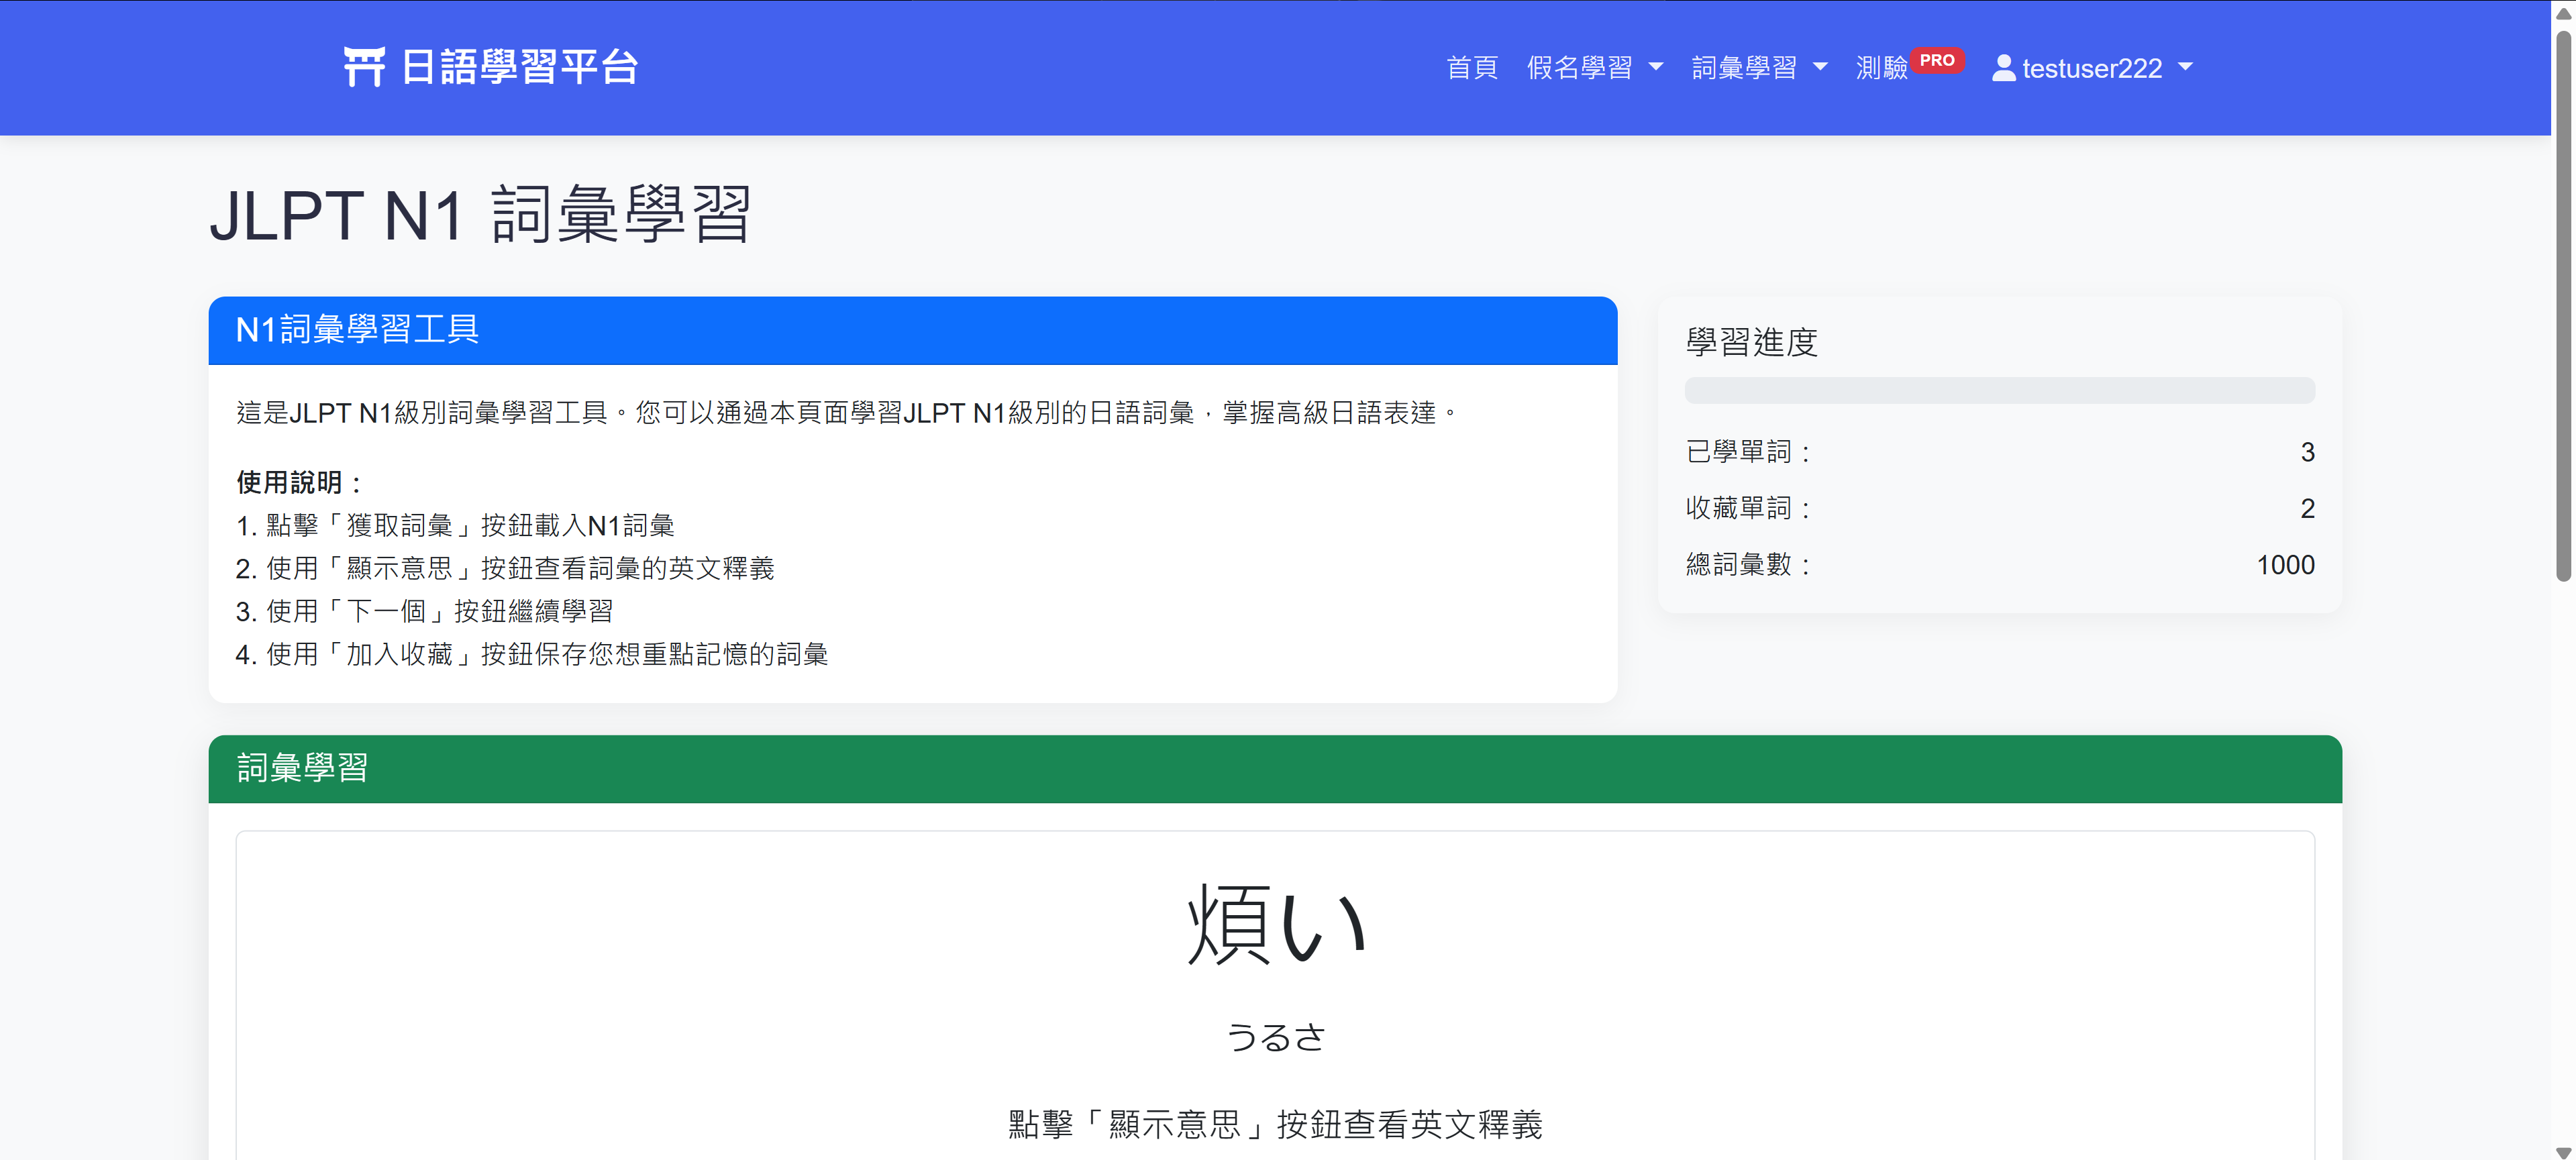 日語學習平台
首頁 假名學習 詞彙學習 測驗 PRO testuser222
JLPT N1 詞彙學習
N1詞彙學習工具
這是JLPT N1級別詞彙學習工具。您可以通過本頁面學習JLPT N1級別的日語詞彙，掌握高級日語表達。
使用說明：
1. 點擊「獲取詞彙」按鈕載入N1詞彙
2. 使用「顯示意思」按鈕查看詞彙的英文釋義
3. 使用「下一個」按鈕繼續學習
4. 使用「加入收藏」按鈕保存您想重點記憶的詞彙
學習進度
已學單詞： 3
收藏單詞： 2
總詞彙數： 1000
詞彙學習
煩い
うるさ
點擊「顯示意思」按鈕查看英文釋義